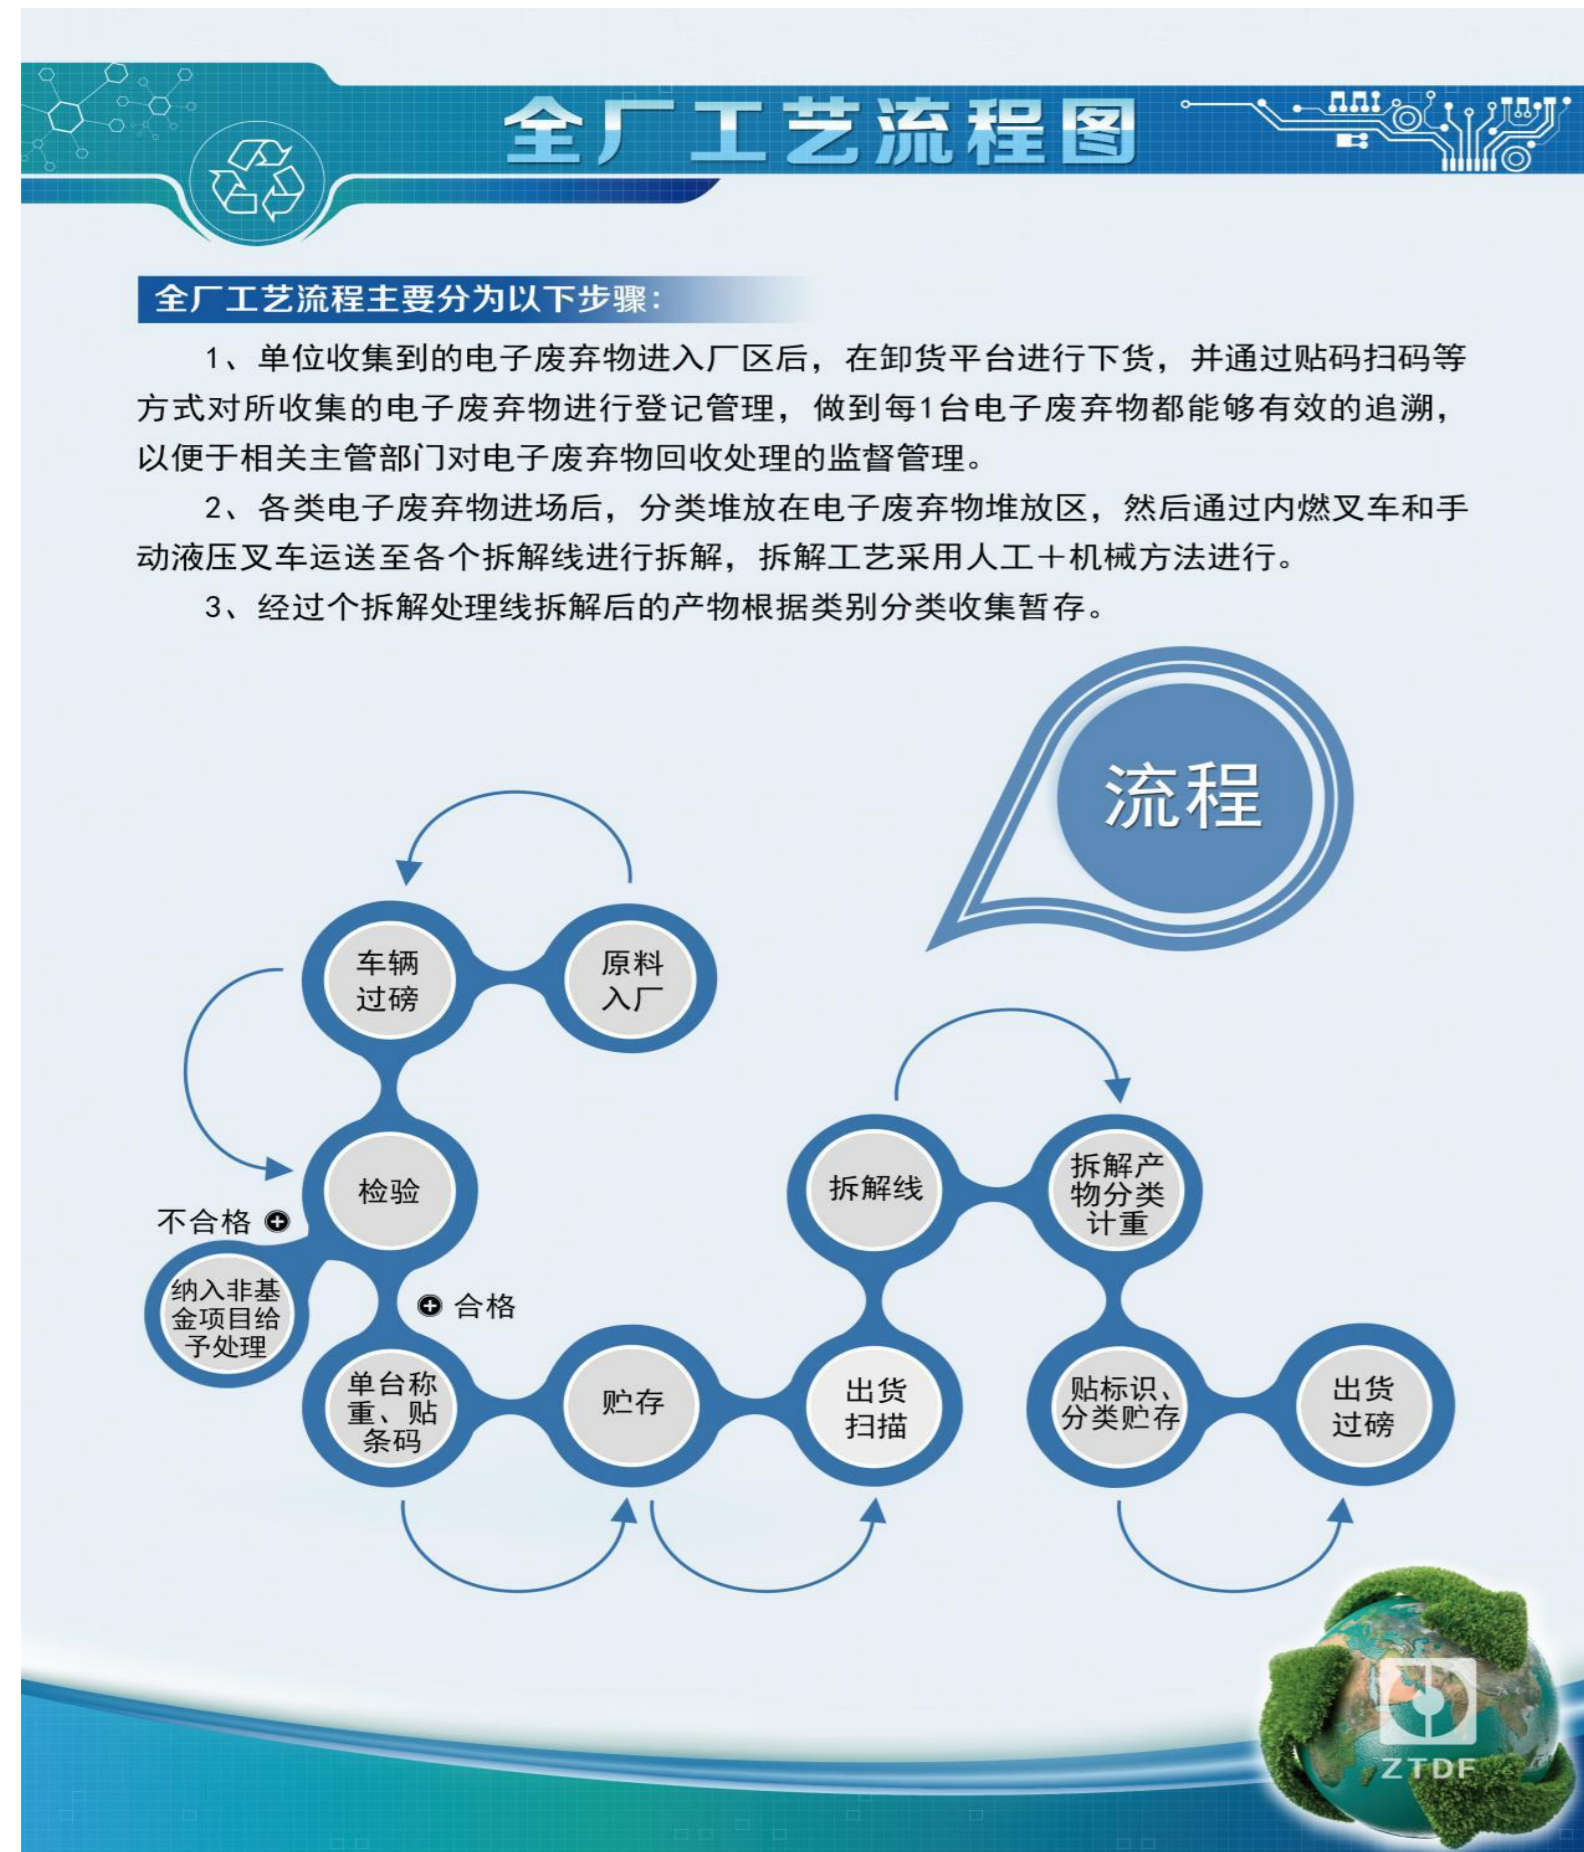 全厂工艺流程图
全厂工艺流程主要分为以下步骤：
1、单位收集到的电子废弃物进入厂区后，在卸货平台进行下货，并通过贴码扫码等
方式对所收集的电子废弃物进行登记管理，做到每1台电子废弃物都能够有效的追溯，
以便于相关主管部门对电子废弃物回收处理的监督管理。
2、各类电子废弃物进场后，分类堆放在电子废弃物堆放区，然后通过内燃叉车和手
动液压叉车运送至各个拆解线进行拆解，拆解工艺采用人工＋机械方法进行。
3、经过个拆解处理线拆解后的产物根据类别分类收集暂存。
流程
原料
入厂
车辆
过磅
检验
不合格
纳入非基
金项目给
予处理
合格
单台称
重、贴
条码
贮存
出货
扫描
拆解线
拆解产
物分类
计重
贴标识、
分类贮存
出货
过磅
ZTDF